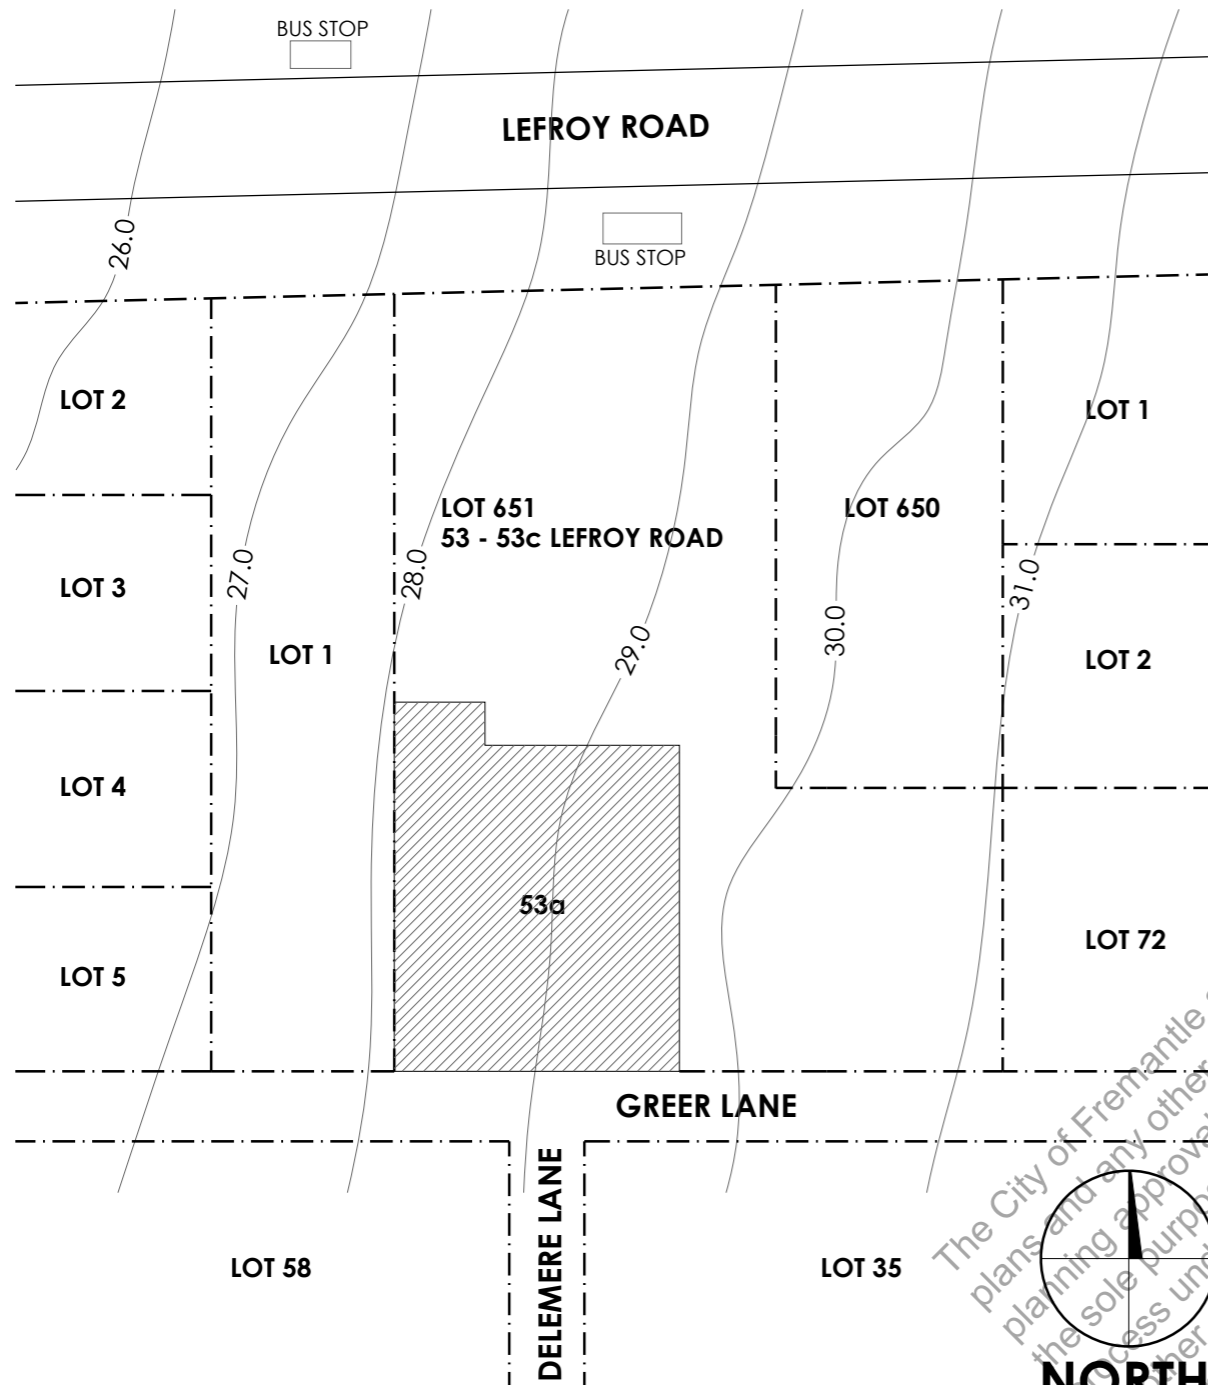 BUS STOP
LEFROY ROAD
26.0
BUS STOP
LOT 2
LOT 1
LOT 651
53 - 53c LEFROY ROAD
LOT 650
27.0
28.0
31.0
LOT 3
29.0
30.0
LOT 1
LOT 2
LOT 4
53a
LOT 72
LOT 5
GREER LANE
DELEMERE LANE
LOT 58
LOT 35
The City of Fremantle
plans and any other
planning approval
the sole purpose
process
other
NORTH